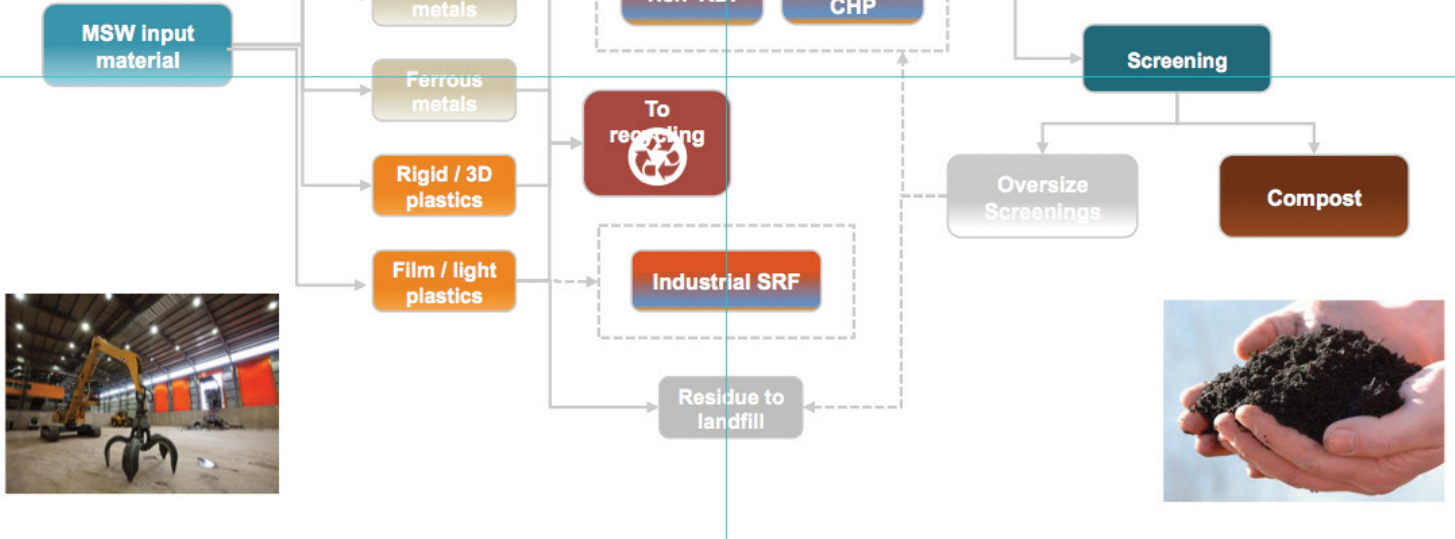 metals
CHP
MSW input
material
Screening
Ferrous
metals
To
recycling
Rigid / 3D
plastics
Oversize
Screenings
Compost
Film / light
plastics
Industrial SRF
Residue to
landfill